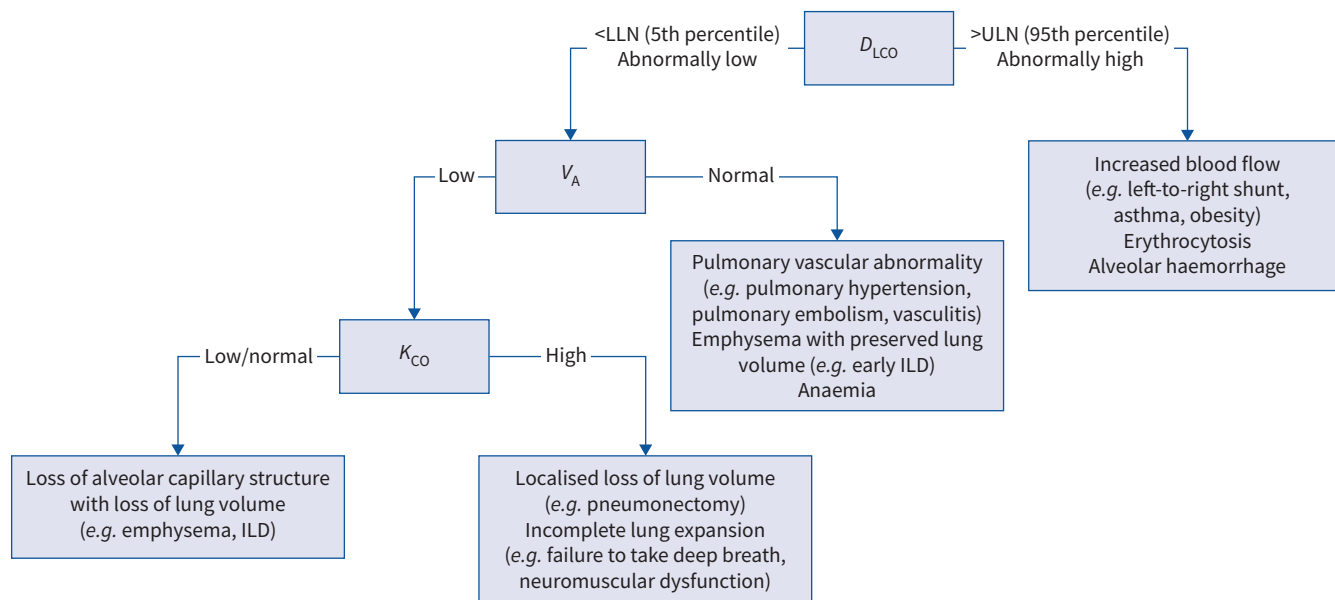 <LLN (5th percentile)
Abnormally low
DLCO
>ULN (95th percentile)
Abnormally high
Low
VA
Normal
Increased blood flow
(e.g. left-to-right shunt,
asthma, obesity)
Erythrocytosis
Alveolar haemorrhage
Pulmonary vascular abnormality
(e.g. pulmonary hypertension,
pulmonary embolism, vasculitis)
Emphysema with preserved lung
volume (e.g. early ILD)
Anaemia
Low/normal
KCO
High
Loss of alveolar capillary structure
with loss of lung volume
(e.g. emphysema, ILD)
Localised loss of lung volume
(e.g. pneumonectomy)
Incomplete lung expansion
(e.g. failure to take deep breath,
neuromuscular dysfunction)